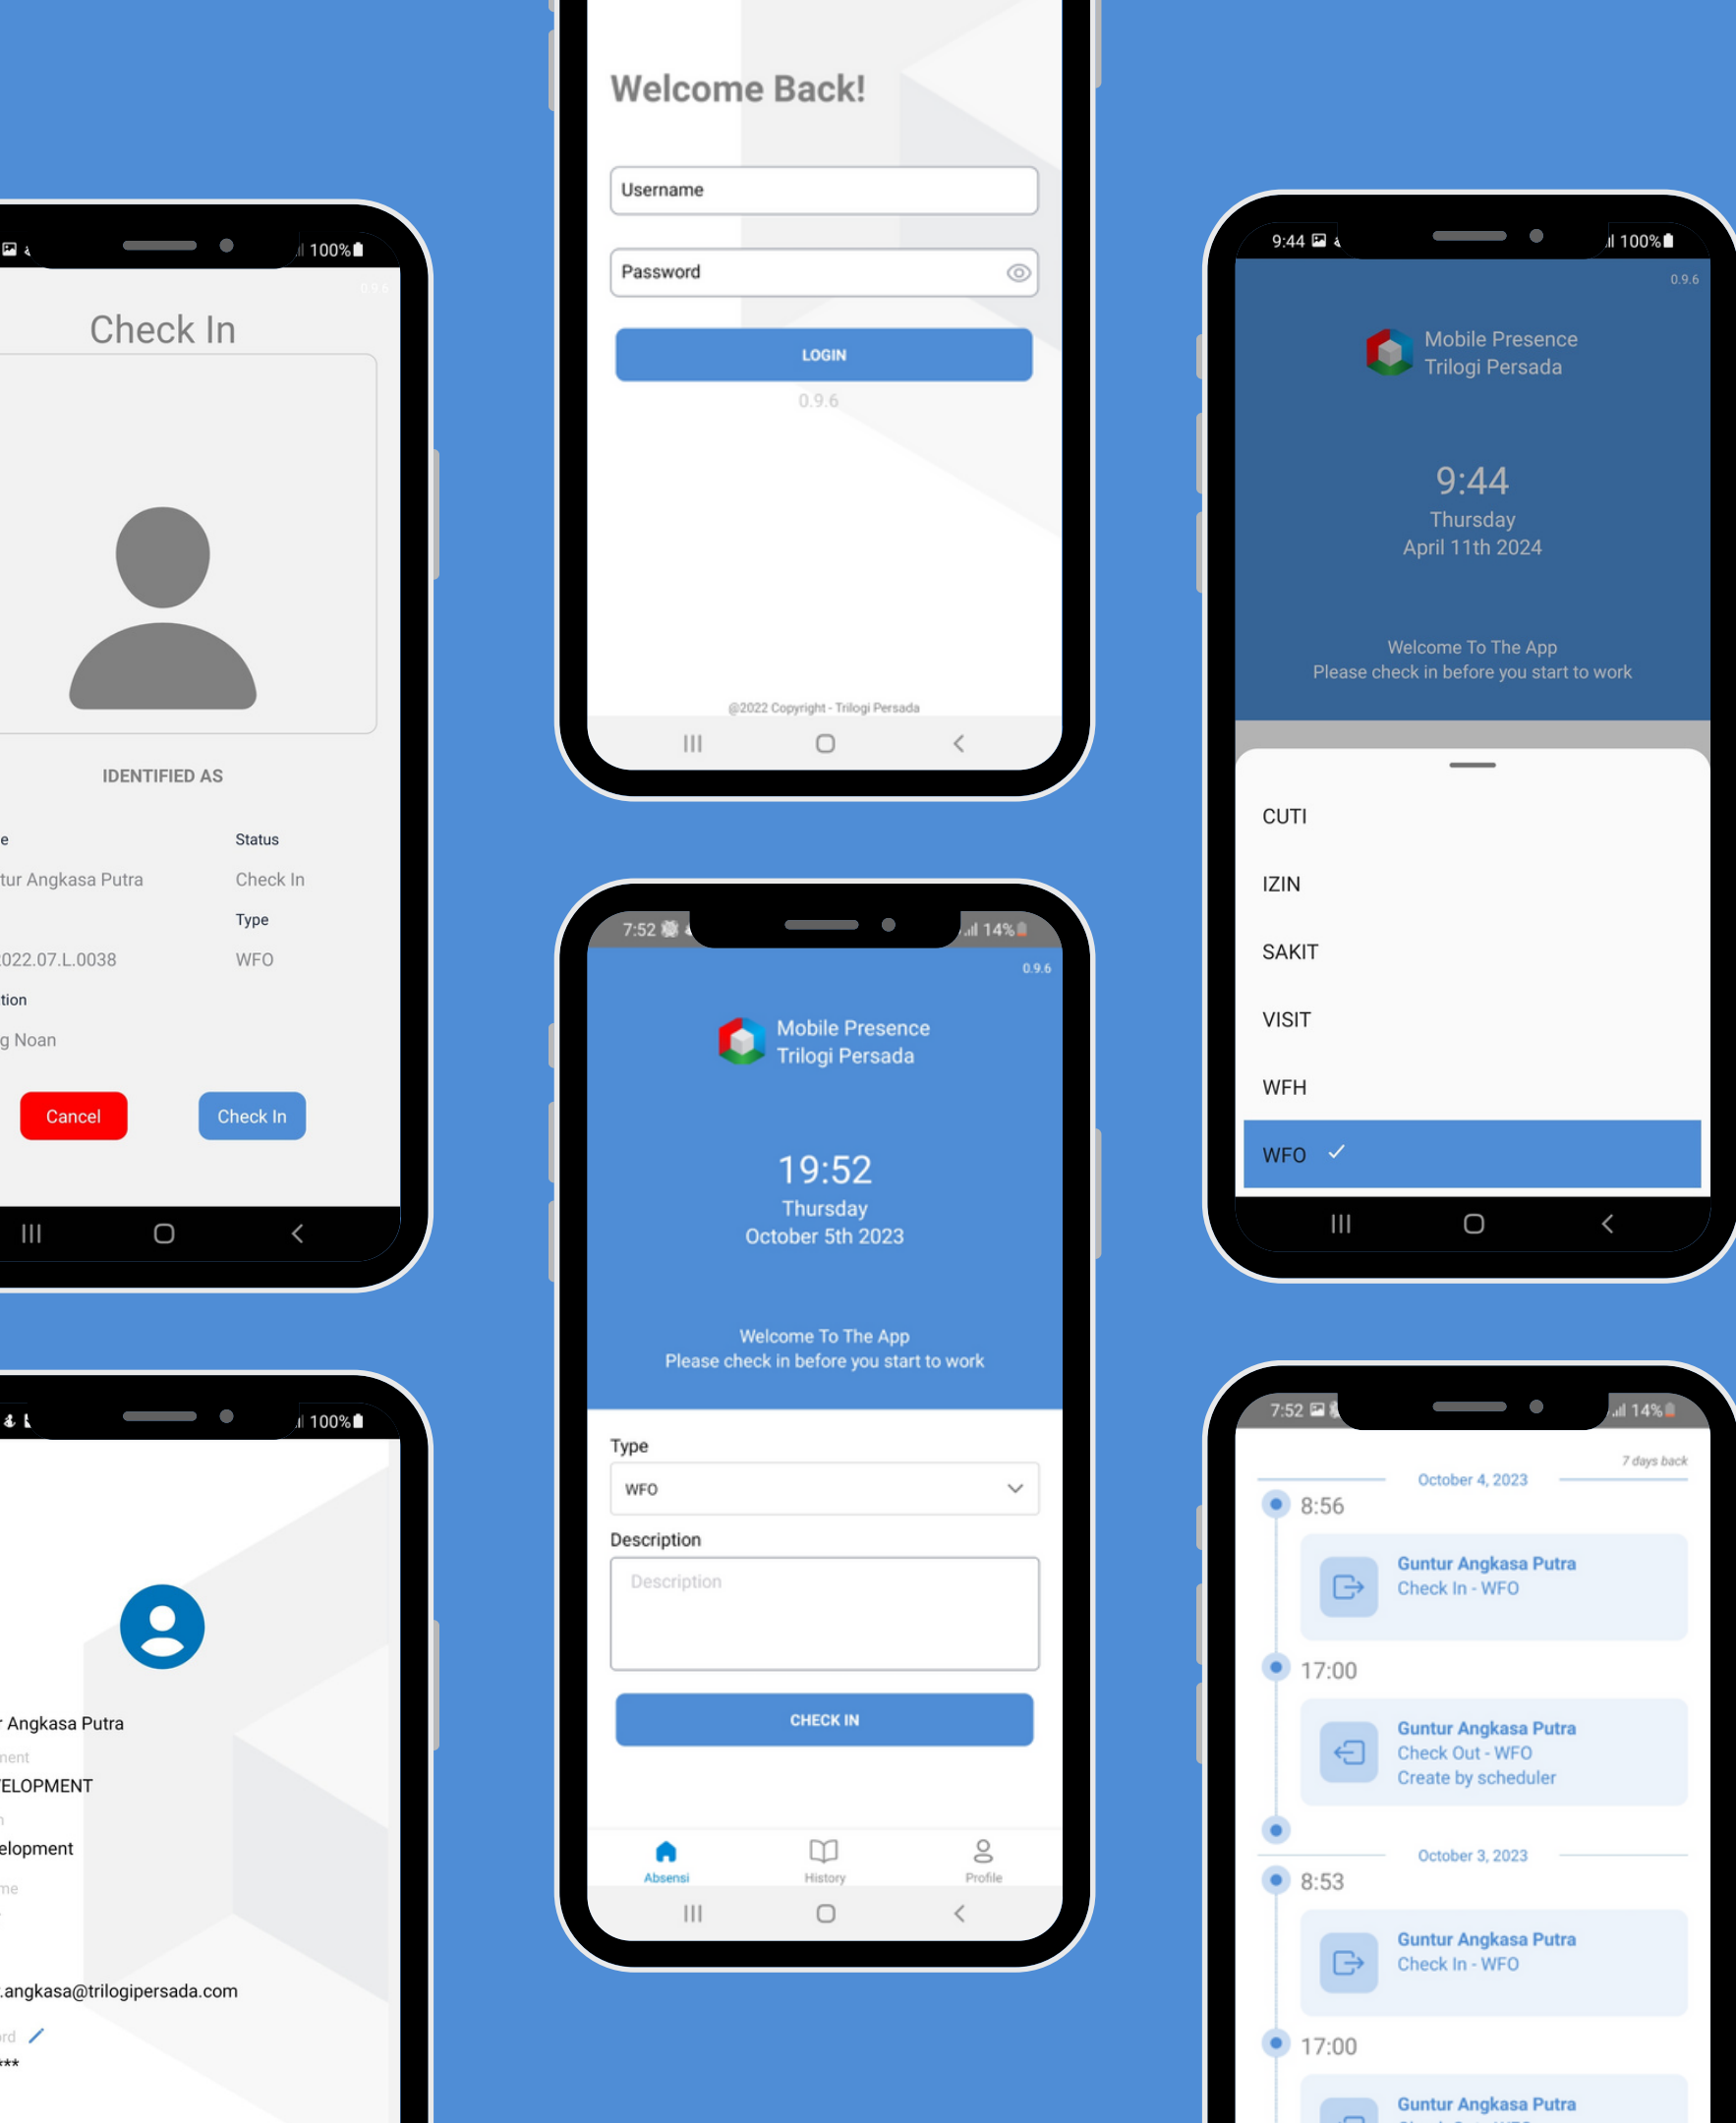 100%
0.9.6
Check In
IDENTIFIED AS
Status
Angkasa Putra
Check In
Type
022.07.L.0038
WFO
Noan
Cancel
Check In
100%
Angkasa Putra
ELOPMENT
elopment
.angkasa@trilogipersada.com
***
Welcome Back!
Username
Password
LOGIN
0.9.6
@2022 Copyright - Trilogi Persada
7:52
14%
0.9.6
Mobile Presence
Trilogi Persada
19:52
Thursday
October 5th 2023
Welcome To The App
Please check in before you start to work
Type
WFO
Description
Description
CHECK IN
Absensi
History
Profile
9:44
100%
0.9.6
Mobile Presence
Trilogi Persada
9:44
Thursday
April 11th 2024
Welcome To The App
Please check in before you start to work
CUTI
IZIN
SAKIT
VISIT
WFH
WFO
7:52
14%
7 days back
October 4, 2023
8:56
Guntur Angkasa Putra
Check In - WFO
17:00
Guntur Angkasa Putra
Check Out - WFO
Create by scheduler
October 3, 2023
8:53
Guntur Angkasa Putra
Check In - WFO
17:00
Guntur Angkasa Putra